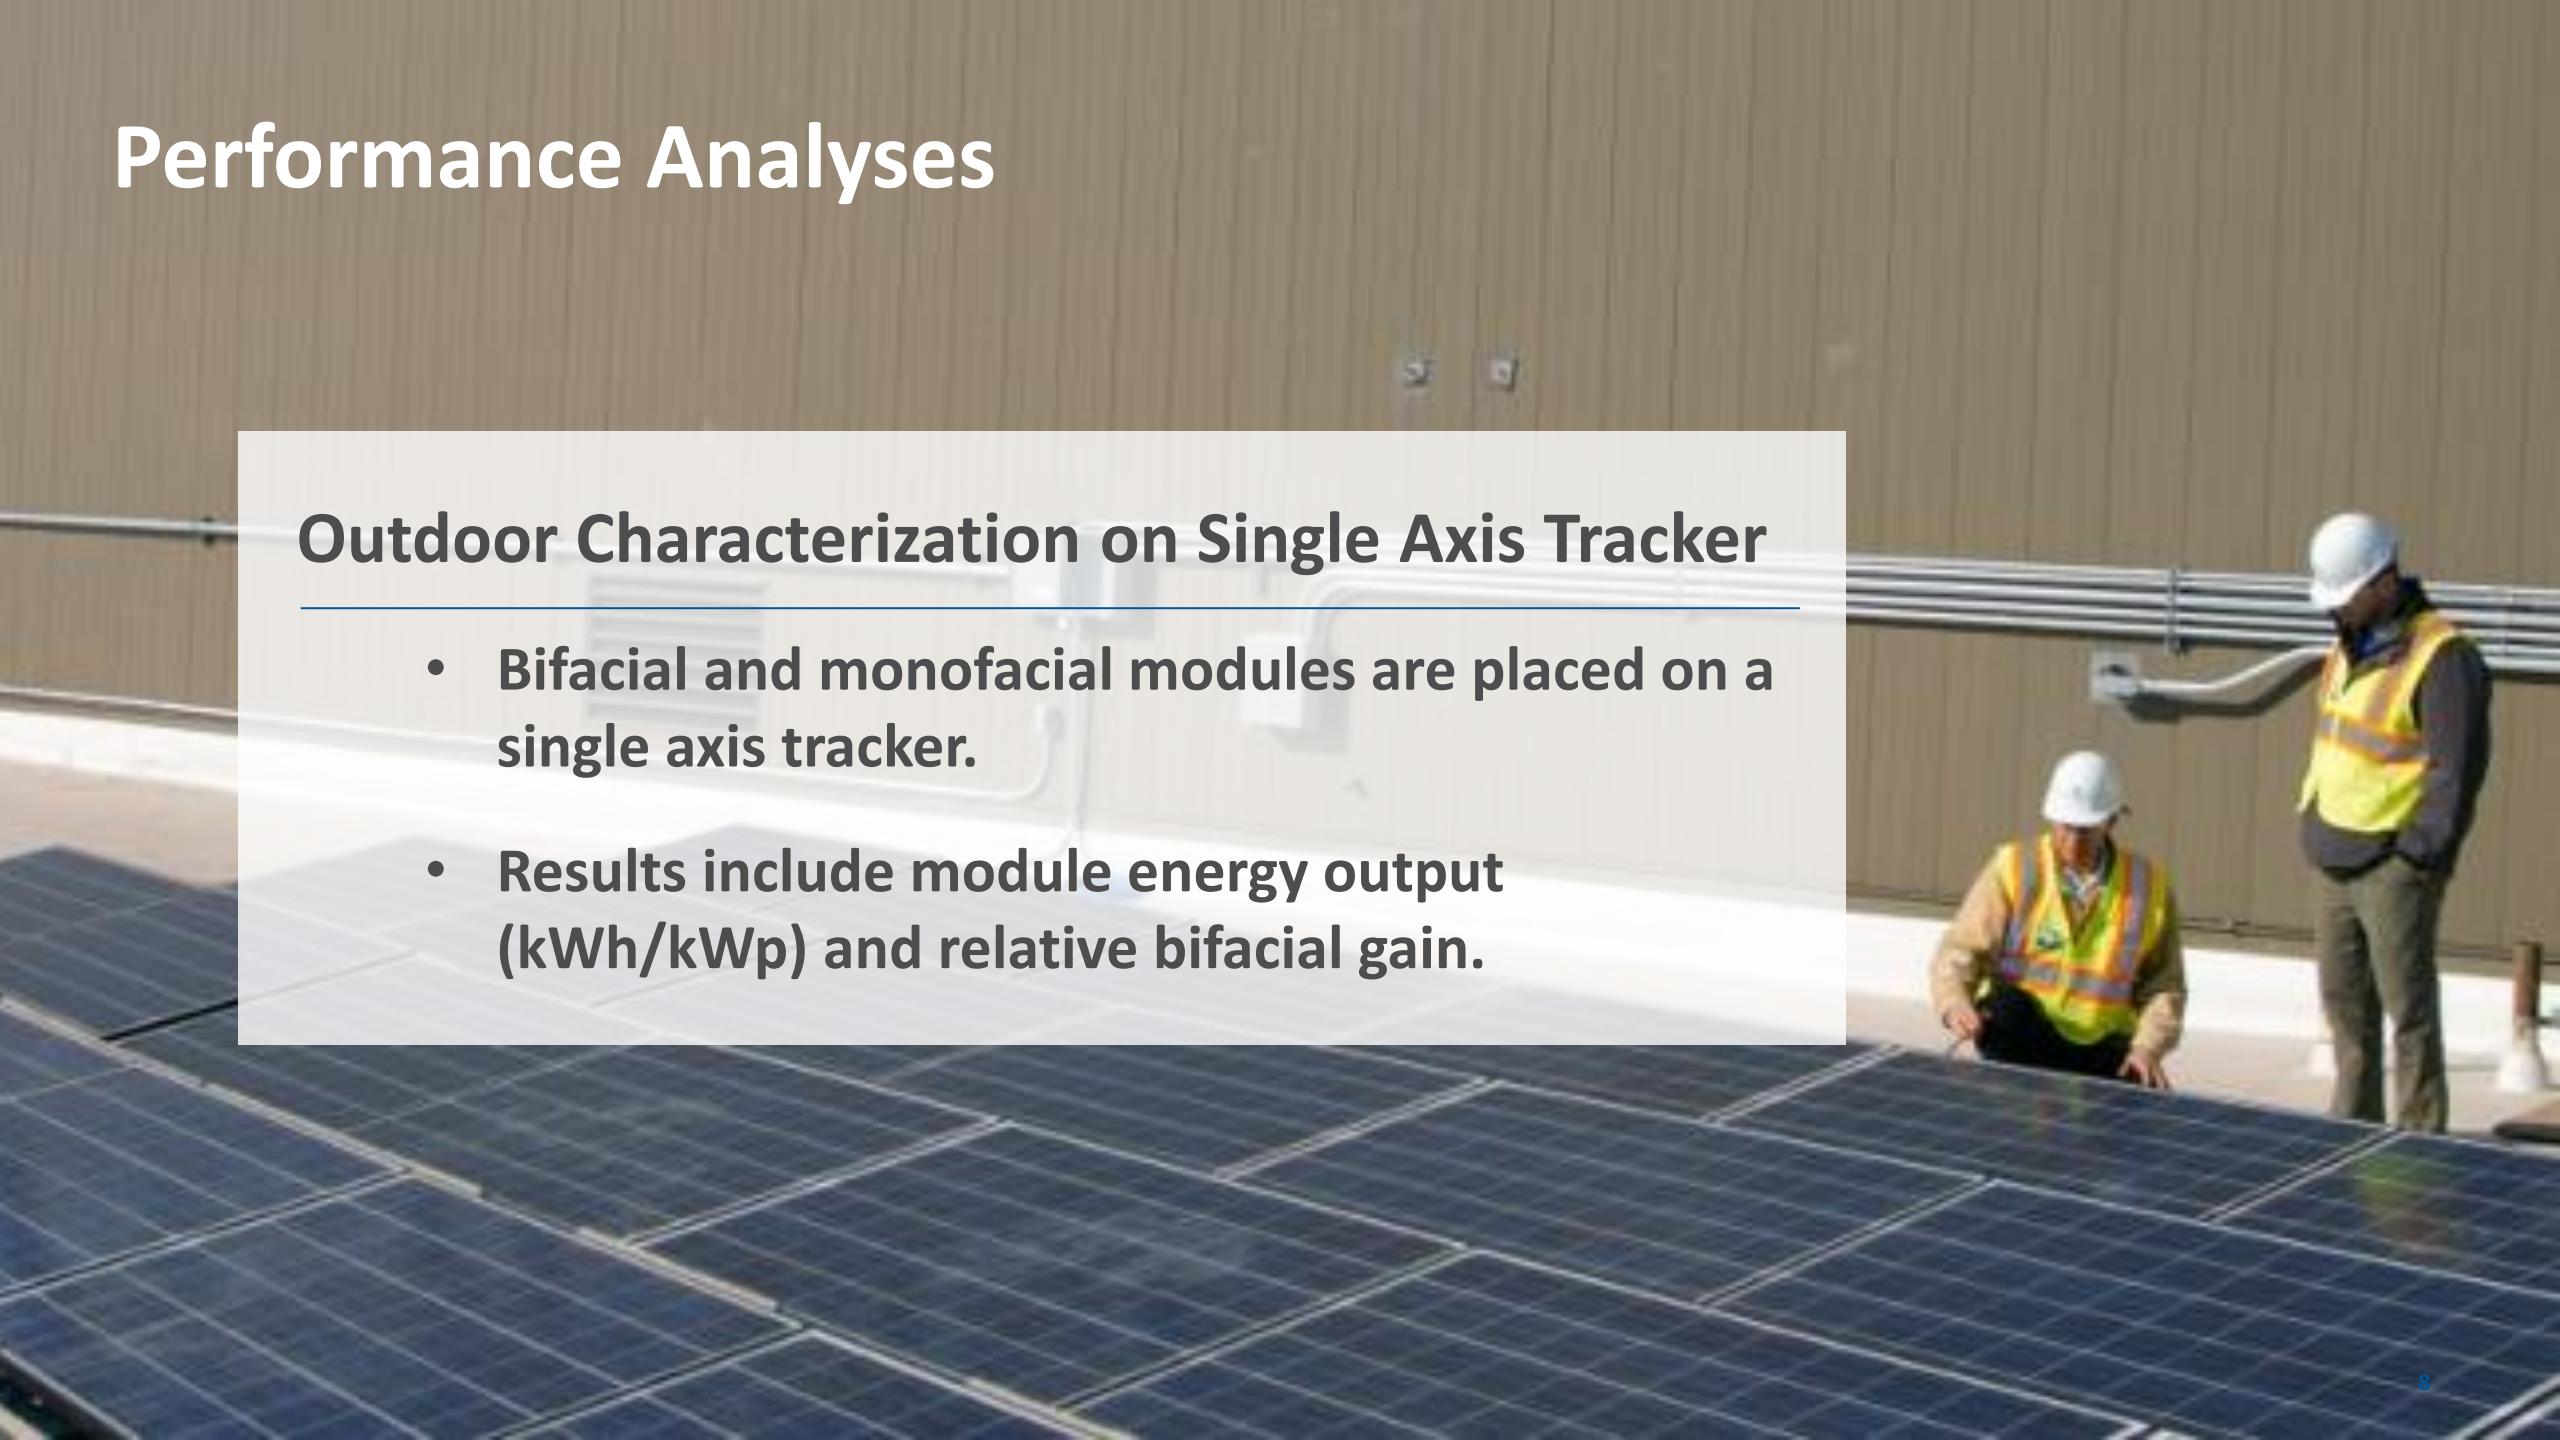 Performance Analyses
Outdoor Characterization on Single Axis Tracker
• Bifacial and monofacial modules are placed on a
single axis tracker.
• Results include module energy output
(kWh/kWp) and relative bifacial gain.
8